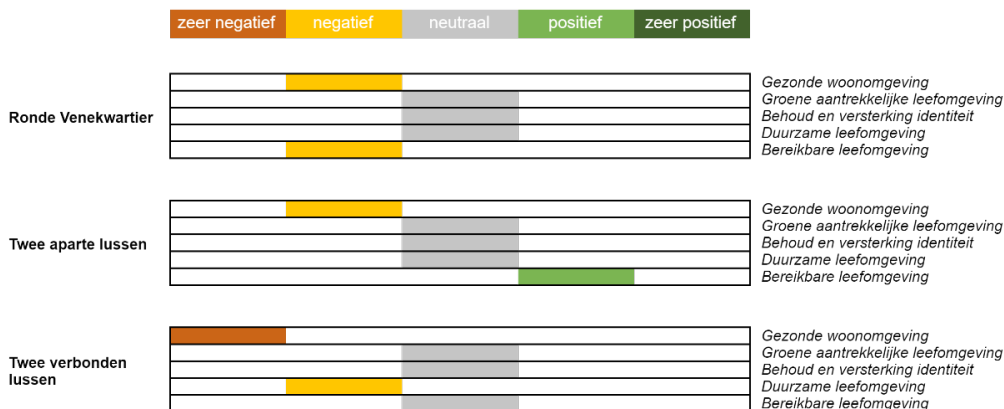 zeer negatief negatief neutraal positief zeer positief
Gezonde woonomgeving
Groene aantrekkelijke leefomgeving
Ronde Venekwartier Behoud en versterking identiteit
Duurzame leefomgeving
Bereikbare leefomgeving
Gezonde woonomgeving
Groene aantrekkelijke leefomgeving
Twee aparte lussen Behoud en versterking identiteit
Duurzame leefomgeving
Bereikbare leefomgeving
Gezonde woonomgeving
Groene aantrekkelijke leefomgeving
Twee verbonden
lussen
Behoud en versterking identiteit
Duurzame leefomgeving
Bereikbare leefomgeving